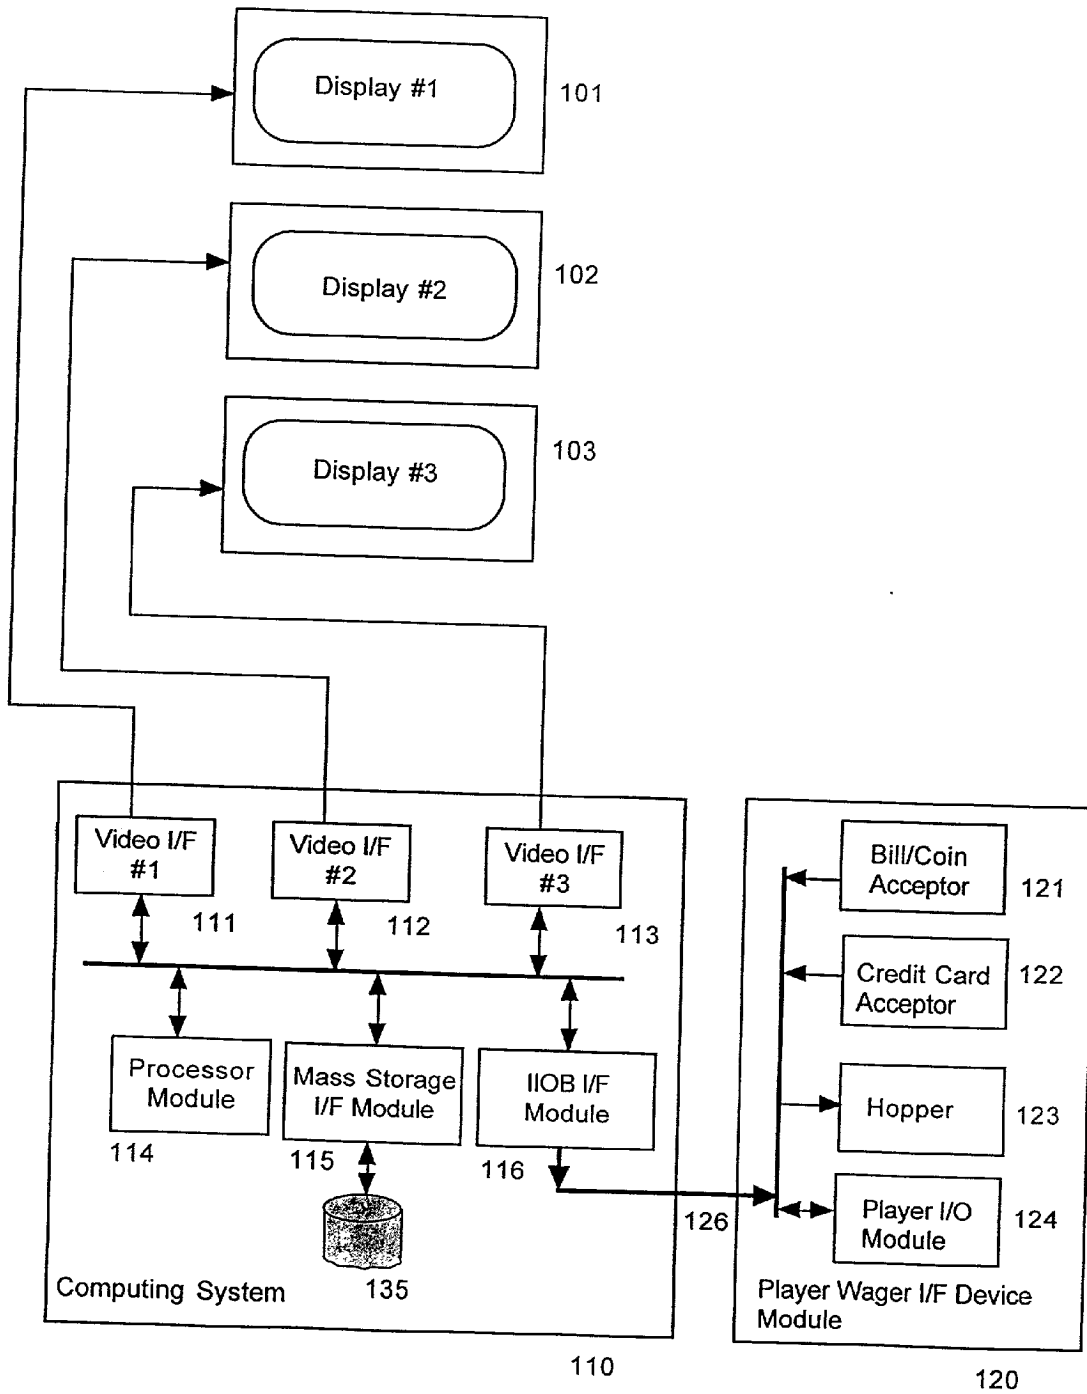 Display #1
101
Display #2
102
Display #3
103
Video I/F
#1
111
Video I/F
#2
112
Video I/F
#3
113
Processor
Module
114
Mass Storage
I/F Module
115
IIOB I/F
Module
116
135
Computing System
110
126
Bill/Coin
Acceptor
121
Credit Card
Acceptor
122
Hopper
123
Player I/O
Module
124
Player Wager I/F Device
Module
120